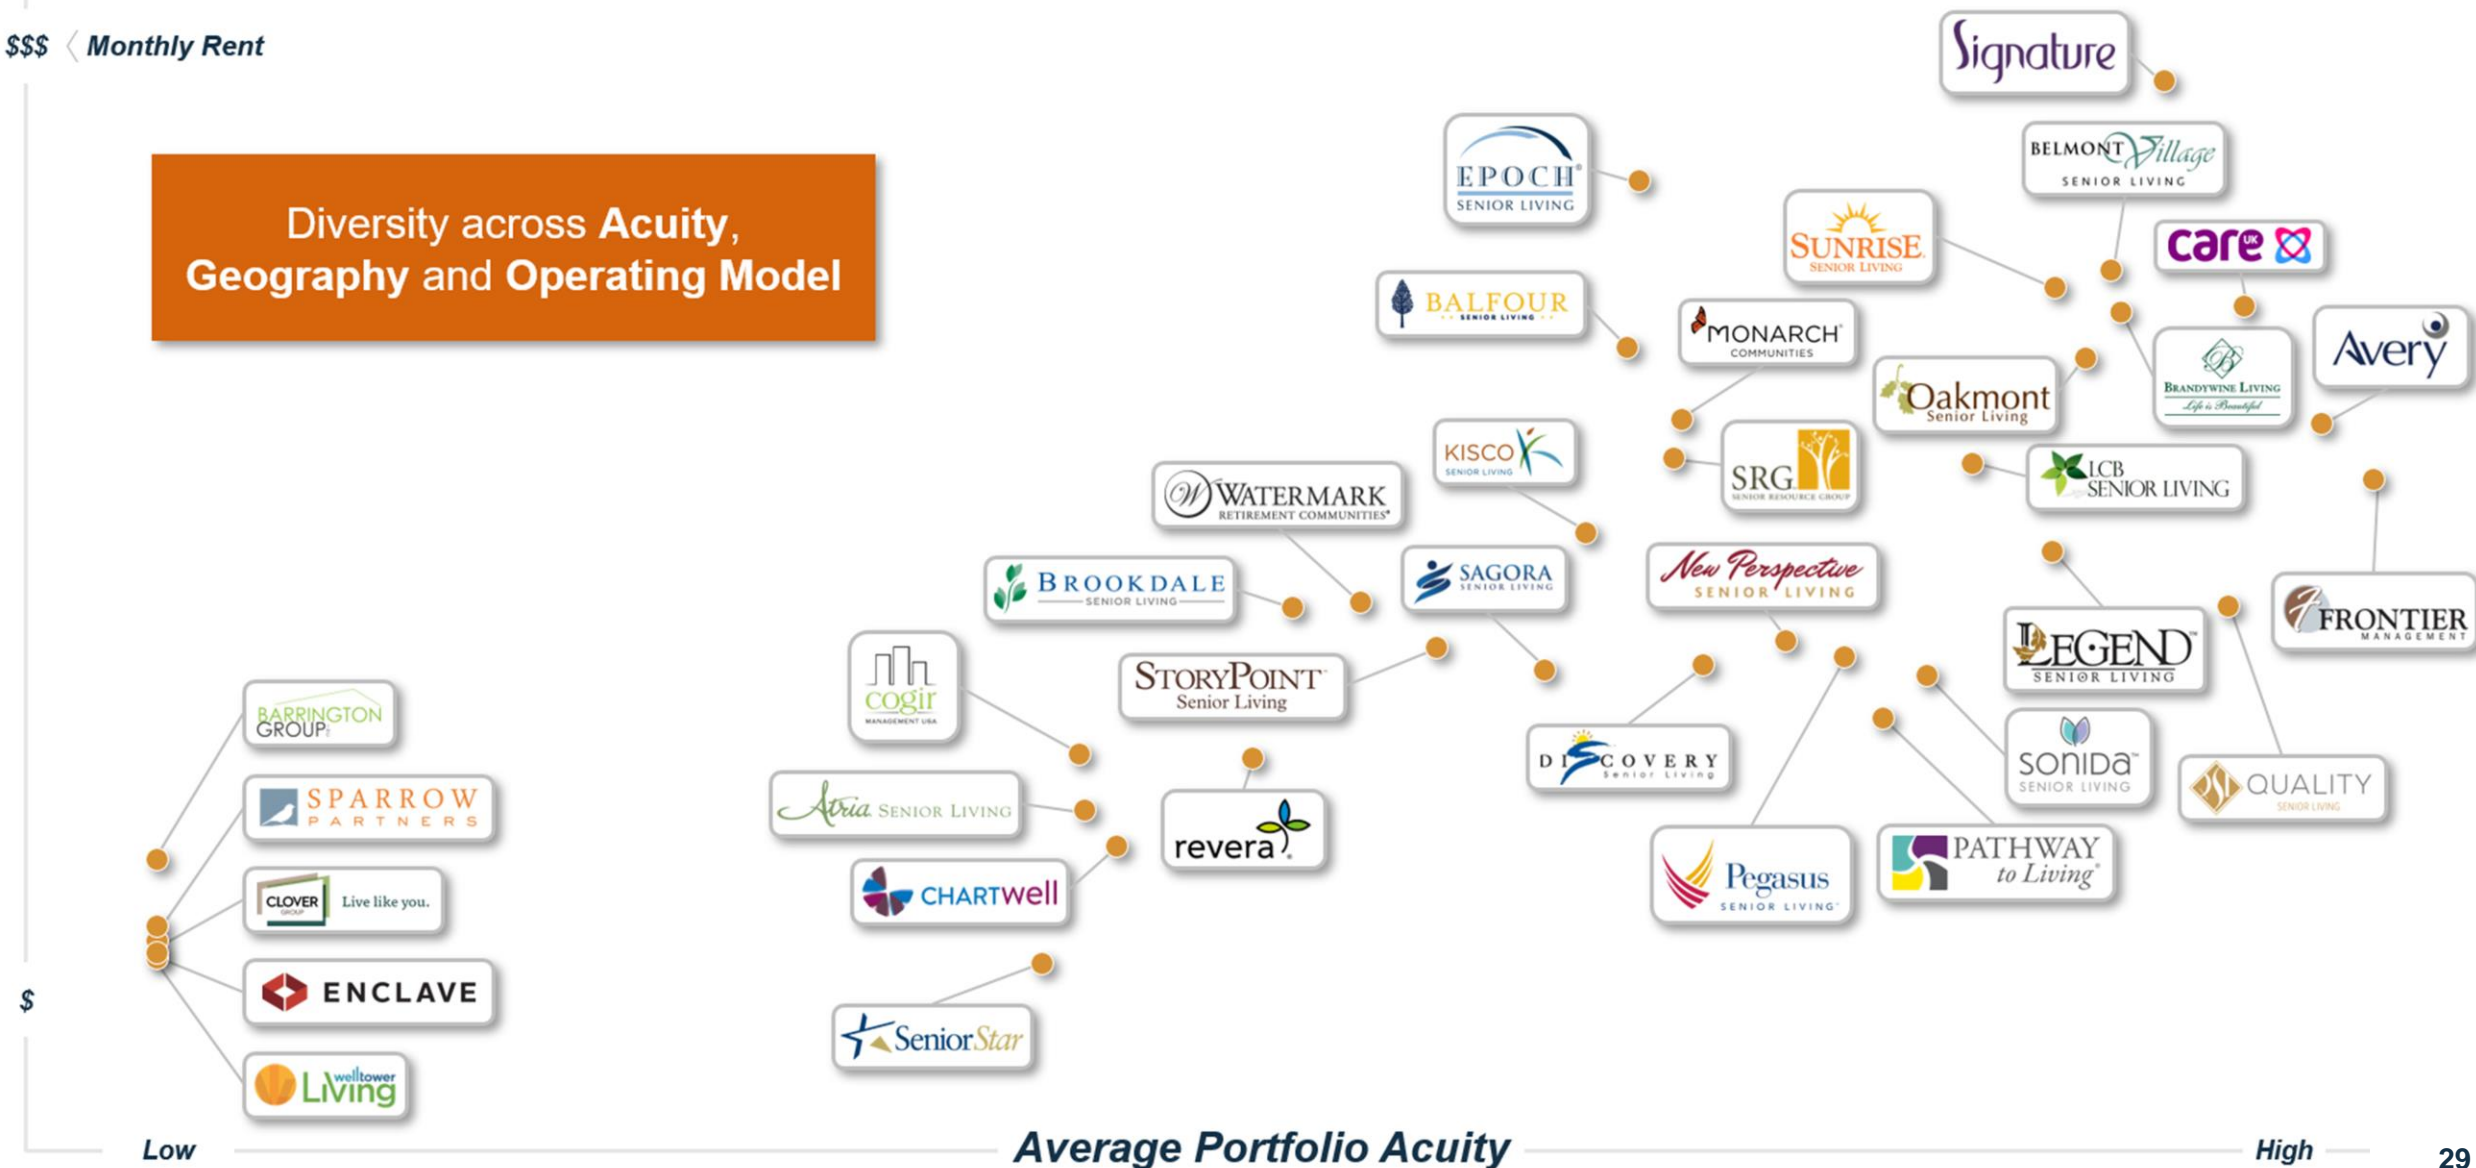 $$$ Monthly Rent
Diversity across Acuity,
Geography and Operating Model
Signature
EPOCH®
SENIOR LIVING
BELMONT Village
SENIOR LIVING
SUNRISE
SENIOR LIVING
care UK
BALFOUR
SENIOR LIVING
MONARCH
COMMUNITIES
Avery
Oakmont
Senior Living
BRANDYWINE LIVING
Life is Beautiful
KISCO
SENIOR LIVING
SRG
SENIOR RESOURCE GROUP
LCB
SENIOR LIVING
W WATERMARK
RETIREMENT COMMUNITIES®
BROOKDALE
SENIOR LIVING
SAGORA
SENIOR LIVING
New Perspective
SENIOR LIVING
FRONTIER
MANAGEMENT
LEGEND™
SENIOR LIVING
cogir
MANAGEMENT USA
STORYPOINT
Senior Living
BARRINGTON
GROUP
DISCOVERY
Senior Living
SONIDA™
SENIOR LIVING
QSL QUALITY
SENIOR LIVING
SPARROW
PARTNERS
Atria SENIOR LIVING
revera
PATHWAY
to Living®
Pegasus
SENIOR LIVING
CHARTwell
CLOVER
GROUP
Live like you.
$
ENCLAVE
SeniorStar
welltower
Living
Low
Average Portfolio Acuity
High
29